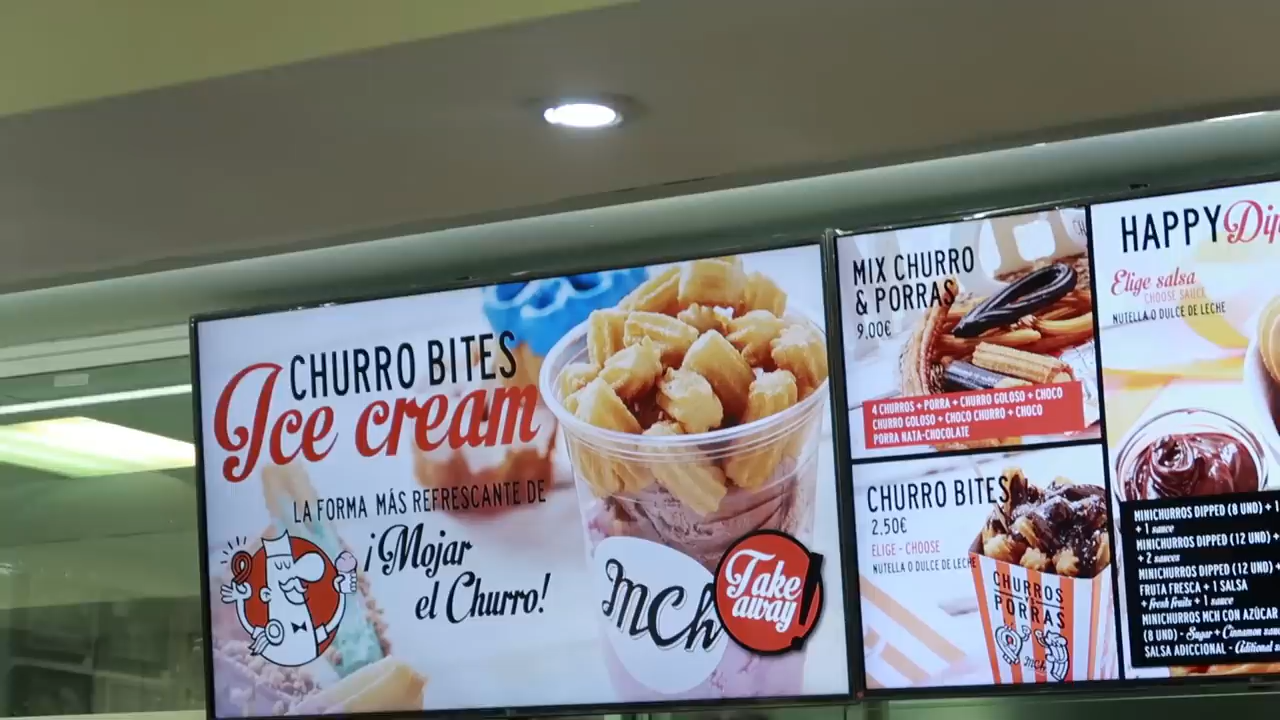 CHURRO BITES
Ice cream
LA FORMA MÁS REFRESCANTE DE
¡Mojar
el Churro!
MCh
Take
away!
MIX CHURRO
& PORRAS
9.00€
4 CHURROS + PORRA + CHURRO GOLOSO + CHOCO
CHURRO GOLOSO + CHOCO CHURRO + CHOCO
PORRA NATA-CHOCOLATE
CHURRO BITES
2.50€
ELIGE - CHOOSE
NUTELLA O DULCE DE LECHE
CHURROS
PORRAS
MCh
HAPPY
Elige salsa
CHOOSE SAUCE
NUTELLA O DULCE DE LECHE
MINICHURROS DIPPED (8 UND) +
+ 1 sauce
MINICHURROS DIPPED (12 UND) +
+ 2 sauces
MINICHURROS DIPPED (12 UND) +
FRUTA FRESCA + 1 SALSA
+ fresh fruits + 1 sauce
MINICHURROS MCH CON AZÚCAR
(8 UND) - Sugar + Cinnamon
SALSA ADICCIONAL - Aditional